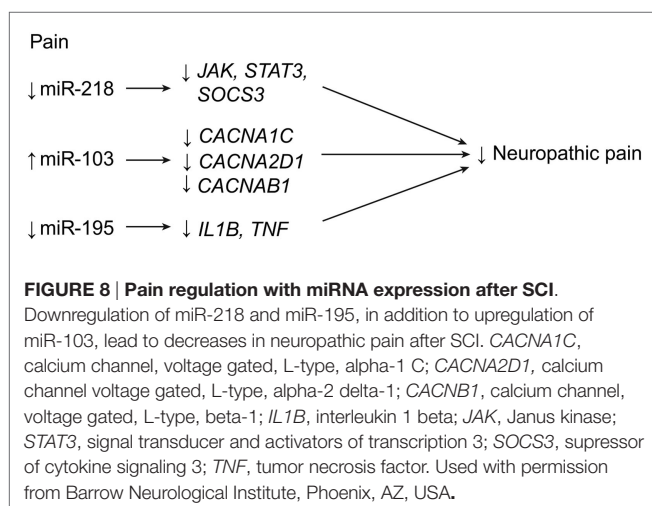 Pain
↓ miR-218 → ↓ JAK, STAT3,
SOCS3
↑ miR-103 → ↓ CACNA1C
↓ CACNA2D1
↓ CACNAB1
↓ Neuropathic pain
↓ miR-195 → ↓ IL1B, TNF
FIGURE 8 | Pain regulation with miRNA expression after SCI.
Downregulation of miR-218 and miR-195, in addition to upregulation of
miR-103, lead to decreases in neuropathic pain after SCI. CACNA1C,
calcium channel, voltage gated, L-type, alpha-1 C; CACNA2D1, calcium
channel voltage gated, L-type, alpha-2 delta-1; CACNB1, calcium channel,
voltage gated, L-type, beta-1; IL1B, interleukin 1 beta; JAK, Janus kinase;
STAT3, signal transducer and activators of transcription 3; SOCS3, supressor
of cytokine signaling 3; TNF, tumor necrosis factor. Used with permission
from Barrow Neurological Institute, Phoenix, AZ, USA.